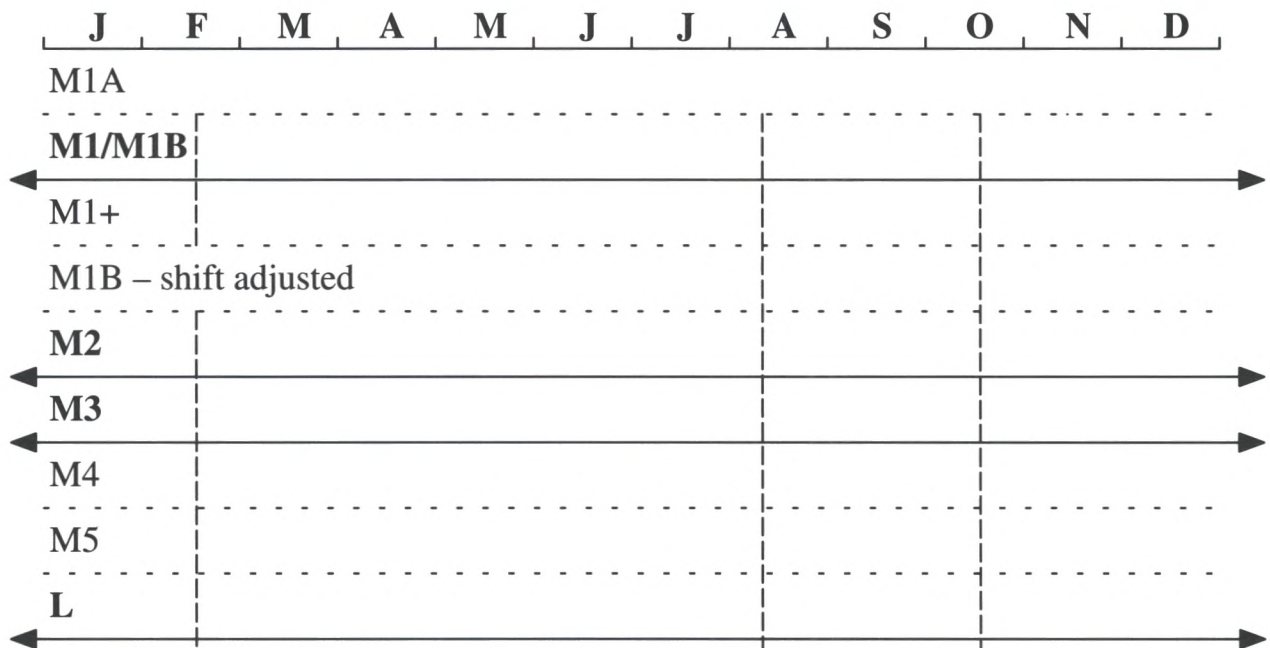 J F M A M J J A S O N D
M1A
M1/M1B
M1+
M1B – shift adjusted
M2
M3
M4
M5
L